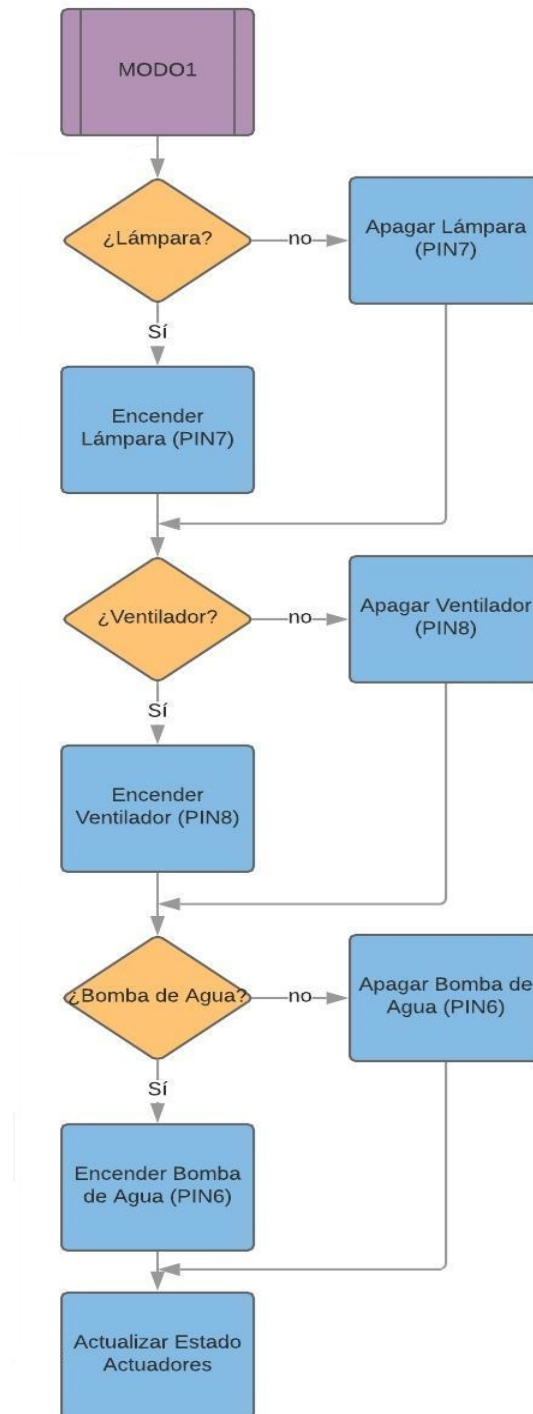 MODO1
¿Lámpara?
no
Apagar Lámpara
(PIN7)
Sí
Encender
Lámpara (PIN7)
¿Ventilador?
no
Apagar Ventilador
(PIN8)
Sí
Encender
Ventilador (PIN8)
¿Bomba de Agua?
no
Apagar Bomba de
Agua (PIN6)
Sí
Encender Bomba
de Agua (PIN6)
Actualizar Estado
Actuadores